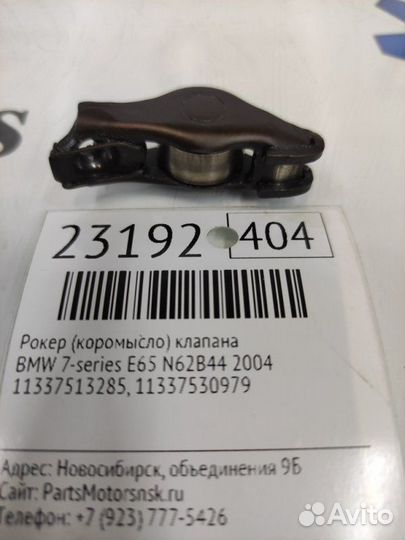 23192 404
Рокер (коромысло) клапана
BMW 7-series E65 N62B44 2004
11337513285, 11337530979
Адрес: Новосибирск, объединения 9Б
Сайт: PartsMotorsnsk.ru
Телефон: +7 (923) 777-5426
Avito